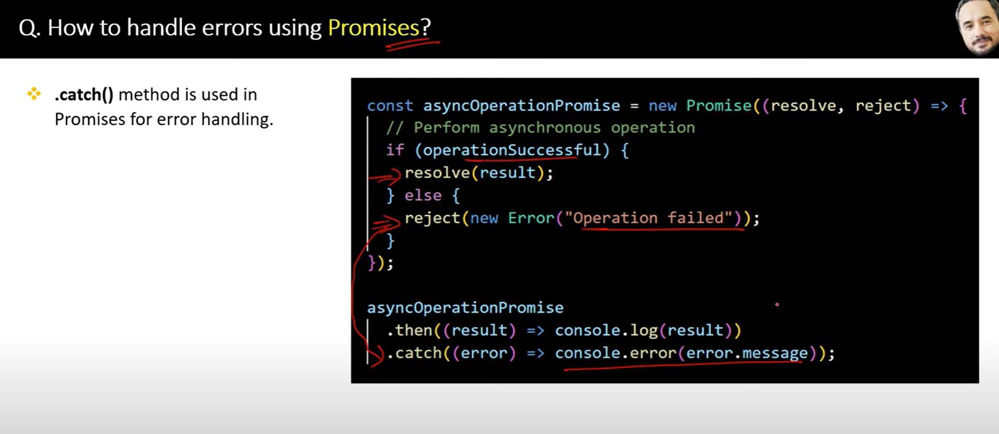 Q. How to handle errors using Promises?
.catch() method is used in
Promises for error handling.
const asyncOperationPromise = new Promise((resolve, reject) => {
// Perform asynchronous operation
if (operationSuccessful) {
resolve(result);
} else {
reject(new Error("Operation failed"));
}
});
asyncOperationPromise
.then((result) => console.log(result))
.catch((error) => console.error(error.message));